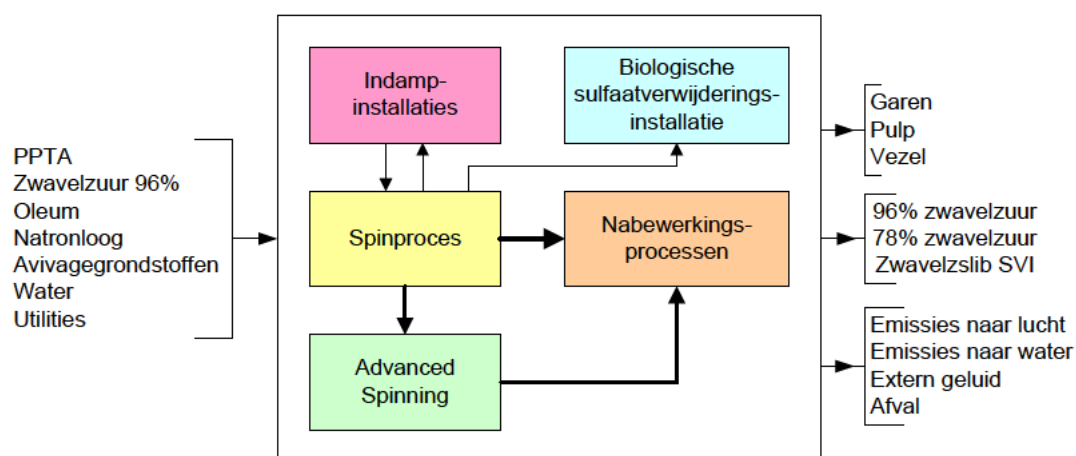 PPTA
Zwavelzuur 96%
Oleum
Natronloog
Avivagegrondstoffen
Water
Utilities
Indamp-
installaties
Biologische
sulfaatverwijderings-
installatie
Spinproces
Nabewerkings-
processen
Advanced
Spinning
Garen
Pulp
Vezel
96% zwavelzuur
78% zwavelzuur
Zwavelzslib SVI
Emissies naar lucht
Emissies naar water
Extern geluid
Afval